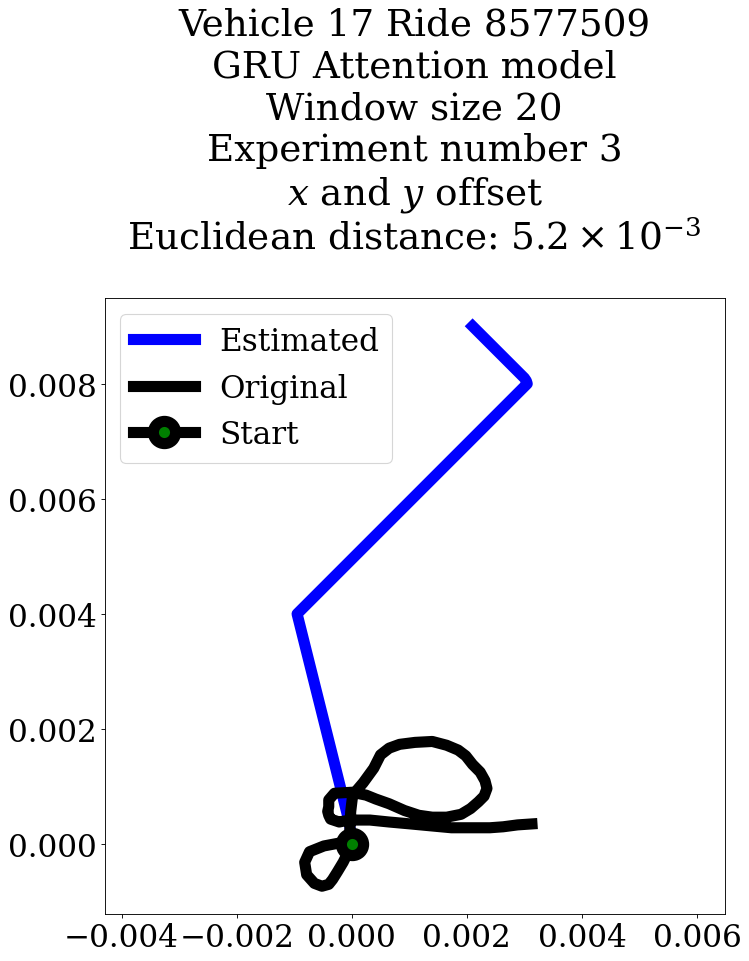 Vehicle 17 Ride 8577509
GRU Attention model
Window size 20
Experiment number 3
x and y offset
Euclidean distance: 5.2 × 10⁻³
Estimated
Original
Start
0.008
0.006
0.004
0.002
0.000
−0.004 −0.002 0.000 0.002 0.004 0.006